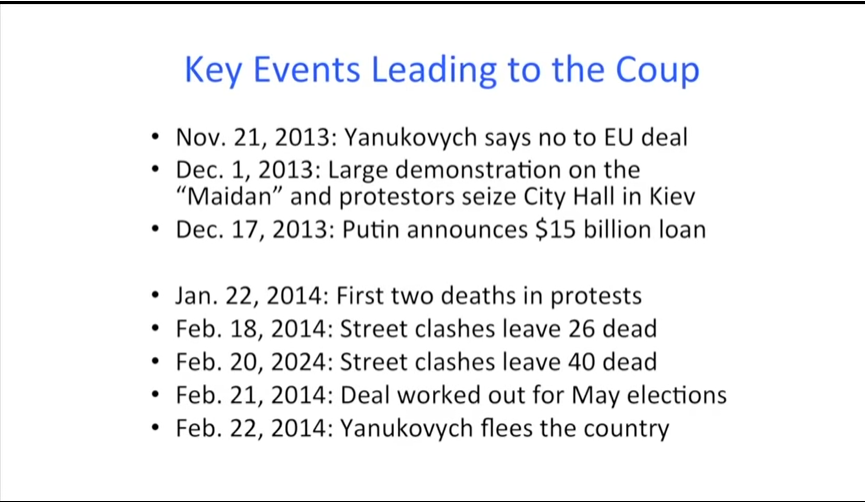 Key Events Leading to the Coup
• Nov. 21, 2013: Yanukovych says no to EU deal
• Dec. 1, 2013: Large demonstration on the
“Maidan” and protestors seize City Hall in Kiev
• Dec. 17, 2013: Putin announces $15 billion loan
• Jan. 22, 2014: First two deaths in protests
• Feb. 18, 2014: Street clashes leave 26 dead
• Feb. 20, 2024: Street clashes leave 40 dead
• Feb. 21, 2014: Deal worked out for May elections
• Feb. 22, 2014: Yanukovych flees the country